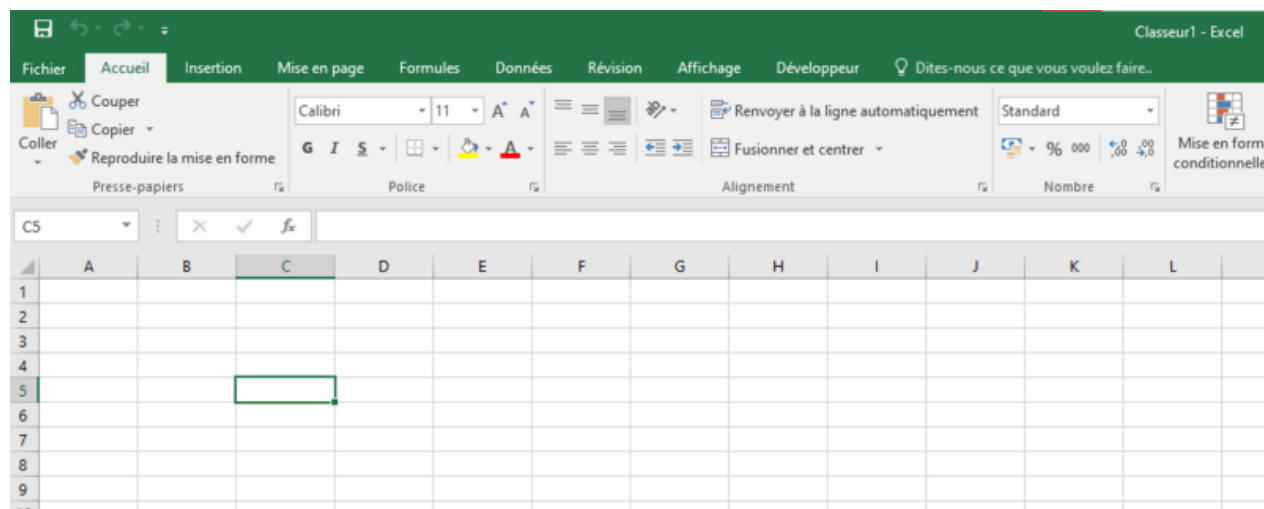 Classeur1 - Excel
Fichier Accueil Insertion Mise en page Formules Données Révision Affichage Développeur Dites-nous ce que vous voulez faire..
Coller
Couper
Copier
Reproduire la mise en forme
Presse-papiers
Calibri 11 A A
G I S A
Police
Renvoyer à la ligne automatiquement
Fusionner et centrer
Alignement
Standard
% 000 ,00 ,00
Nombre
Mise en form
conditionnelle
C5 fx
A B C D E F G H I J K L
1
2
3
4
5
6
7
8
9